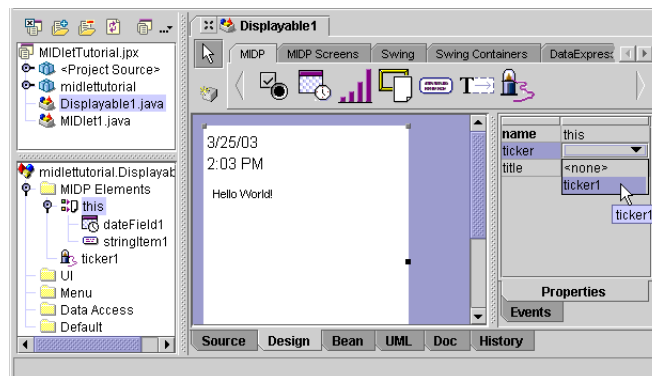 Displayable1
MIDletTutorial.jpx
<Project Source>
midlettutorial
Displayable1.java
MIDlet1.java
midlettutorial.Displayab
MIDP Elements
this
dateField1
stringItem1
ticker1
UI
Menu
Data Access
Default
MIDP MIDP Screens Swing Swing Containers DataExpress
3/25/03
2:03 PM
Hello World!
name this
ticker
title <none>
ticker1
ticker1
Properties
Events
Source Design Bean UML Doc History